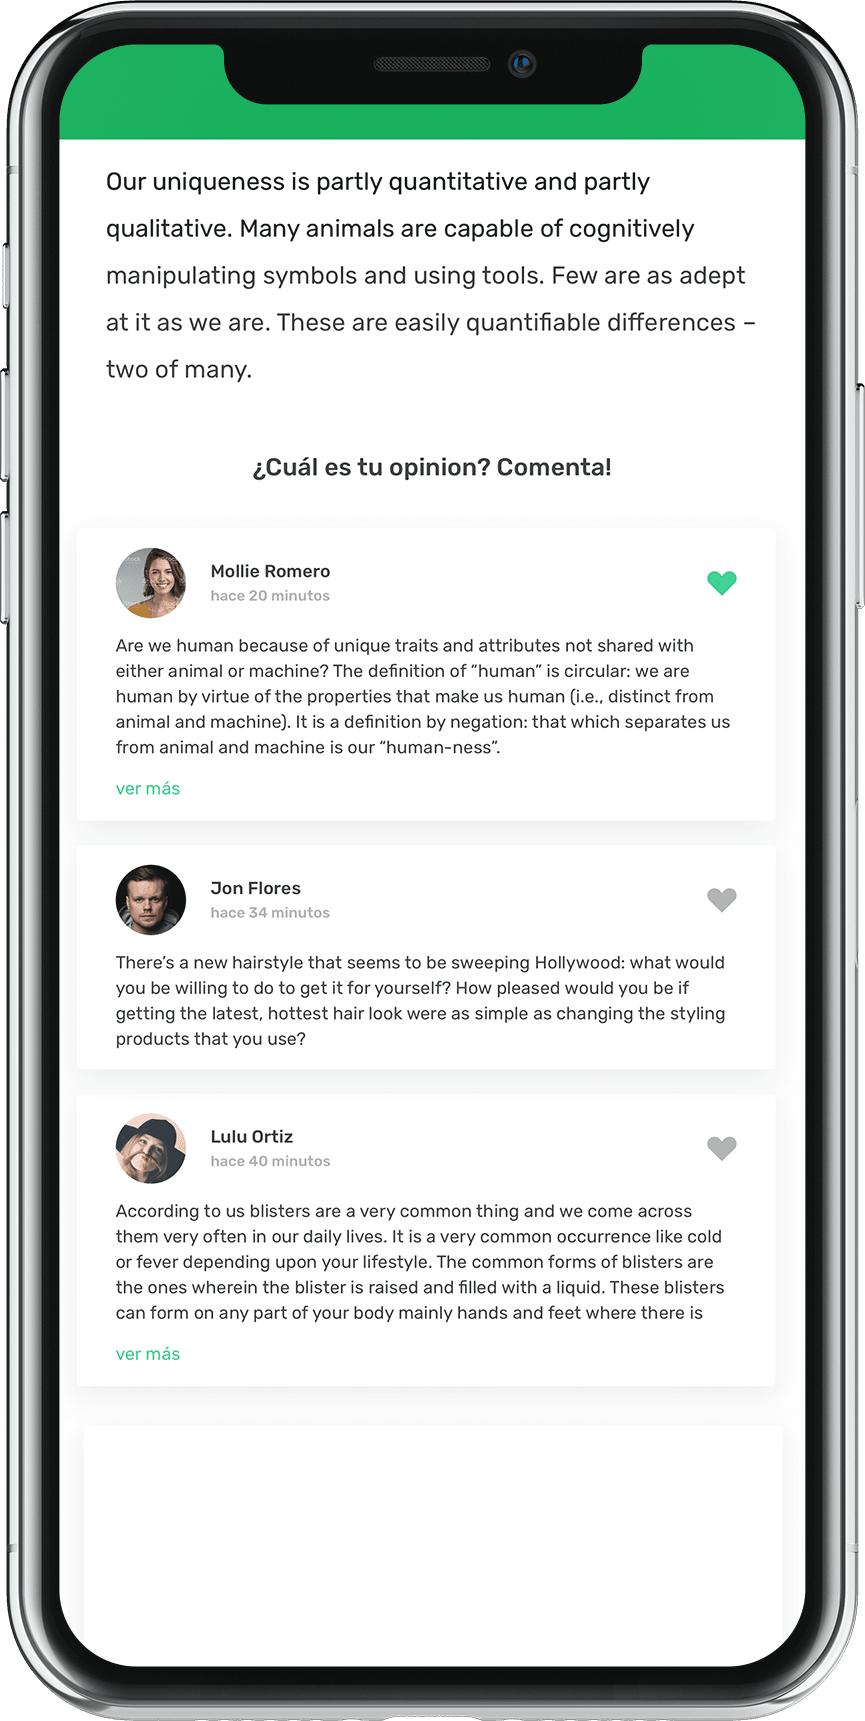 Our uniqueness is partly quantitative and partly
qualitative. Many animals are capable of cognitively
manipulating symbols and using tools. Few are as adept
at it as we are. These are easily quantifiable differences –
two of many.
¿Cuál es tu opinion? Comenta!
Mollie Romero
hace 20 minutos
Are we human because of unique traits and attributes not shared with
either animal or machine? The definition of “human” is circular: we are
human by virtue of the properties that make us human (i.e., distinct from
animal and machine). It is a definition by negation: that which separates us
from animal and machine is our “human-ness”.
ver más
Jon Flores
hace 34 minutos
There’s a new hairstyle that seems to be sweeping Hollywood: what would
you be willing to do to get it for yourself? How pleased would you be if
getting the latest, hottest hair look were as simple as changing the styling
products that you use?
Lulu Ortiz
hace 40 minutos
According to us blisters are a very common thing and we come across
them very often in our daily lives. It is a very common occurrence like cold
or fever depending upon your lifestyle. The common forms of blisters are
the ones wherein the blister is raised and filled with a liquid. These blisters
can form on any part of your body mainly hands and feet where there is
ver más